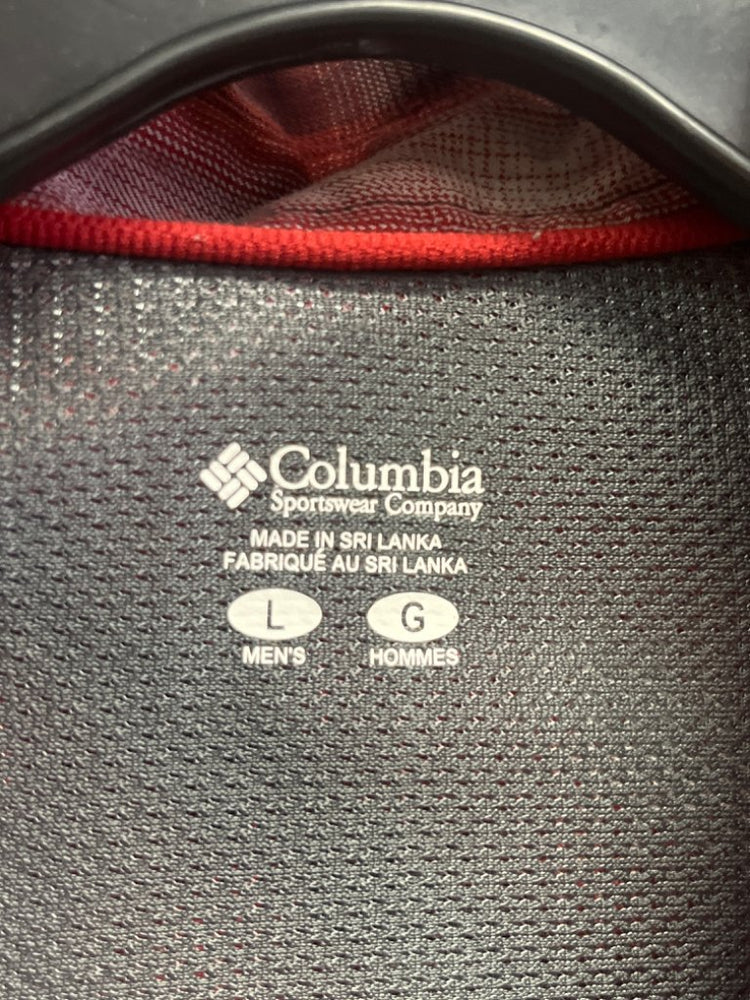 Columbia
Sportswear Company
MADE IN SRI LANKA
FABRIQUÉ AU SRI LANKA
L G
MEN'S HOMMES